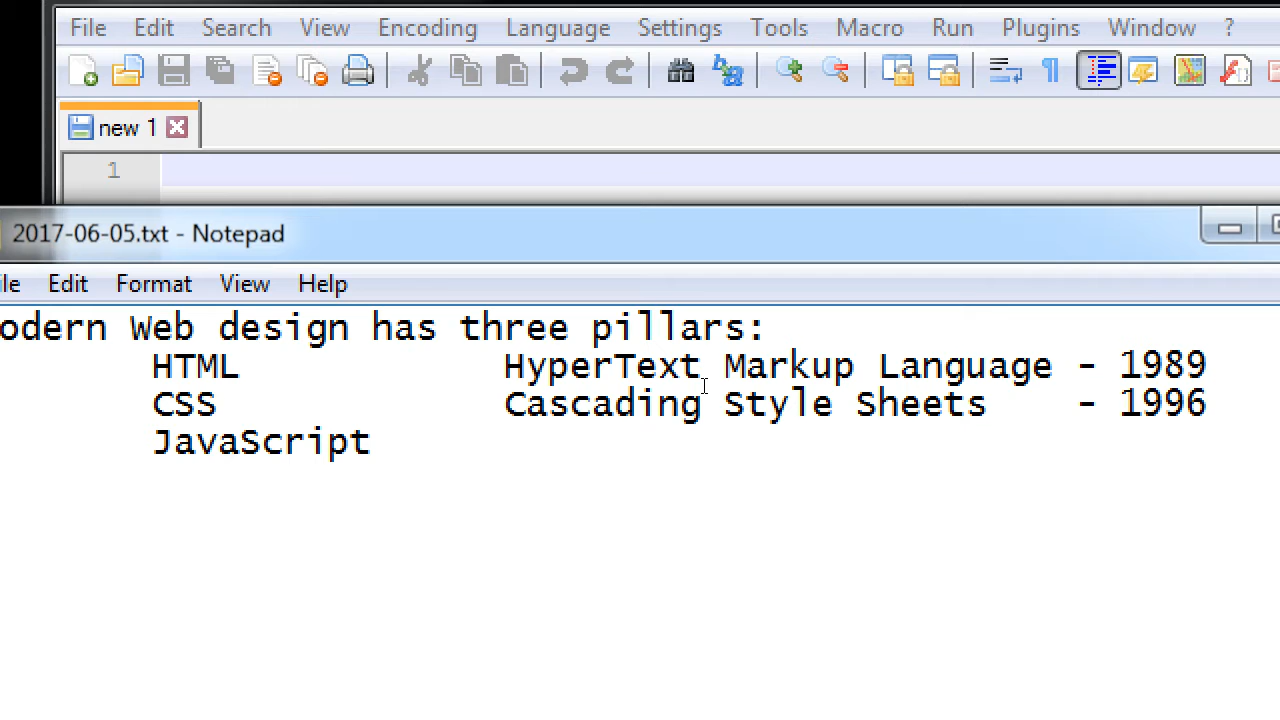 File Edit Search View Encoding Language Settings Tools Macro Run Plugins Window ?
new 1
1
2017-06-05.txt - Notepad
ile Edit Format View Help
odern Web design has three pillars:
HTML HyperText Markup Language - 1989
CSS Cascading Style Sheets - 1996
JavaScript